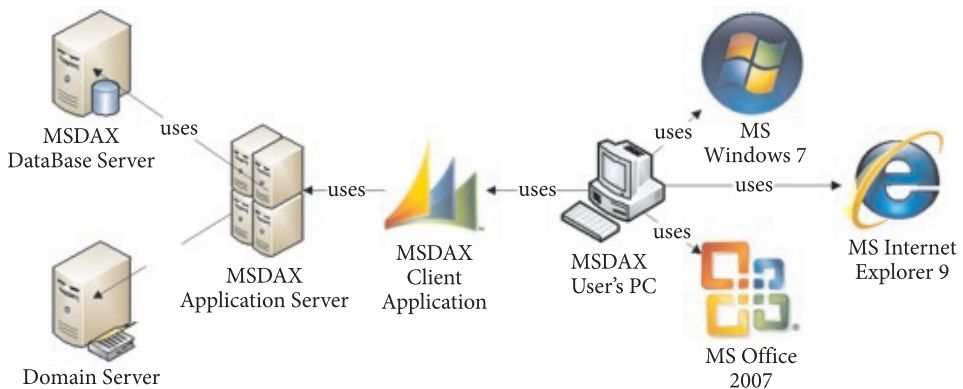 MSDAX
DataBase Server
uses
Domain Server
MSDAX
Application Server
uses
MSDAX
Client
Application
uses
MSDAX
User's PC
uses
MS
Windows 7
uses
MS Internet
Explorer 9
uses
MS Office
2007